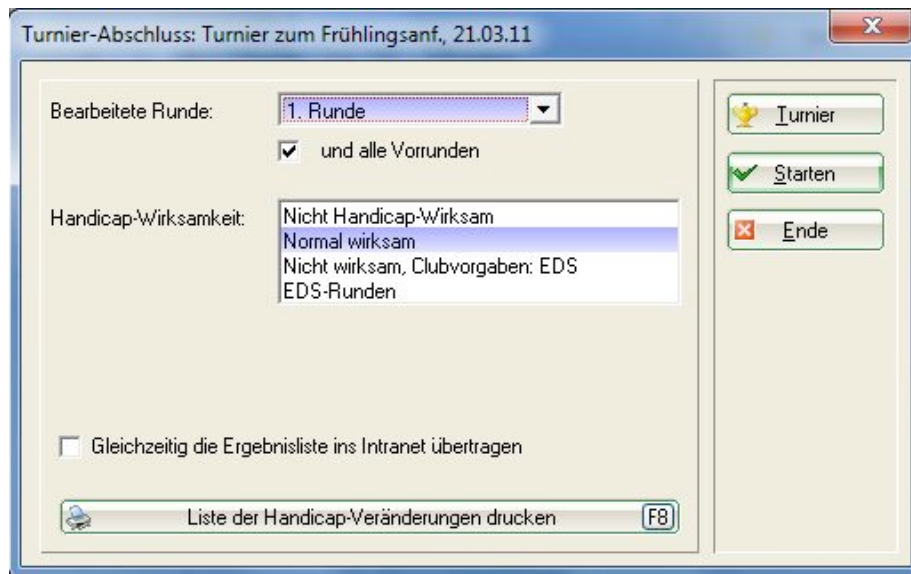 Turnier-Abschluss: Turnier zum Frühlingsanf., 21.03.11
Bearbeitete Runde:
1. Runde
und alle Vorrunden
Handicap-Wirksamkeit:
Nicht Handicap-Wirksam
Normal wirksam
Nicht wirksam, Clubvorgaben: EDS
EDS-Runden
Gleichzeitig die Ergebnisliste ins Intranet übertragen
Liste der Handicap-Veränderungen drucken F8
Turnier
Starten
Ende